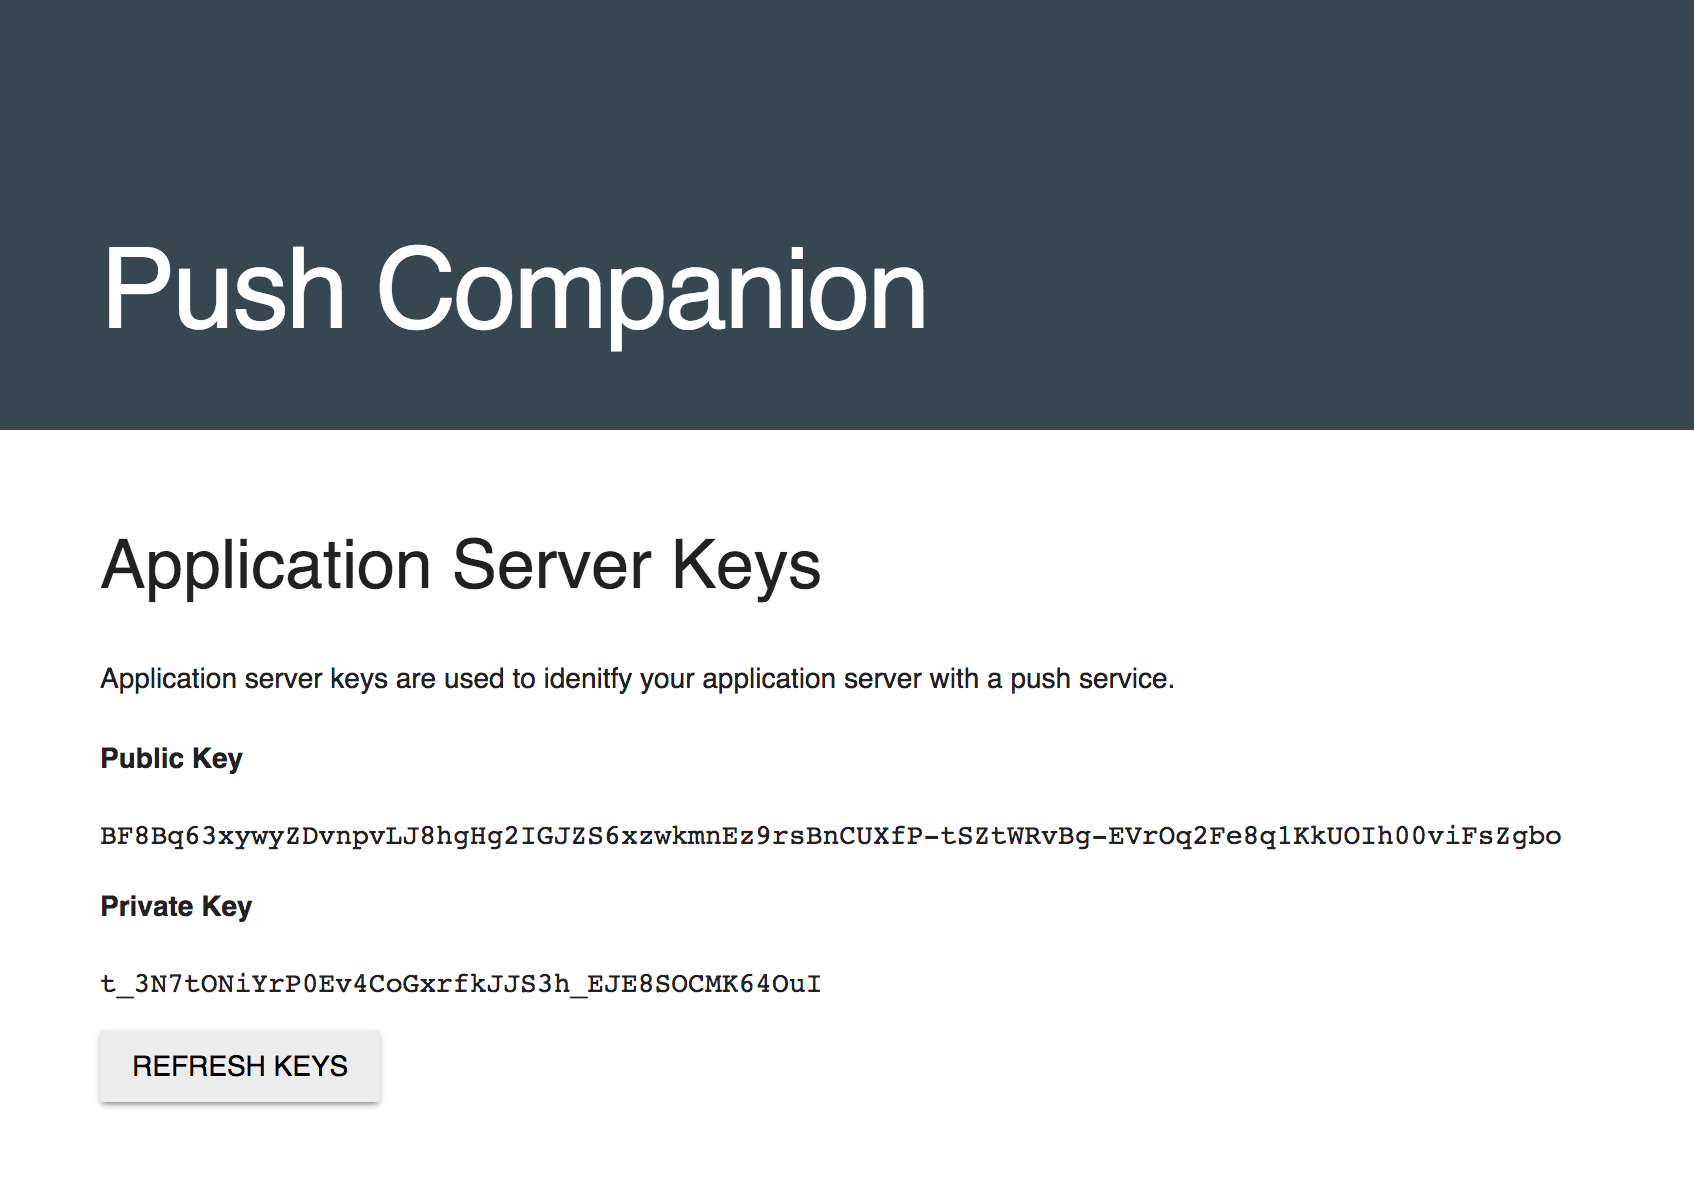 Push Companion
Application Server Keys
Application server keys are used to idenitfy your application server with a push service.
Public Key
BF8Bq63xywyZDvnpvLJ8hgHg2IGJZS6xzwkmnEz9rsBnCUXfP-tSZtWRvBg-EVrOq2Fe8q1KkUOIh00viFsZgbo
Private Key
t_3N7tONiYrP0Ev4CoGxrfkJJS3h_EJE8SOCMK64OuI
REFRESH KEYS